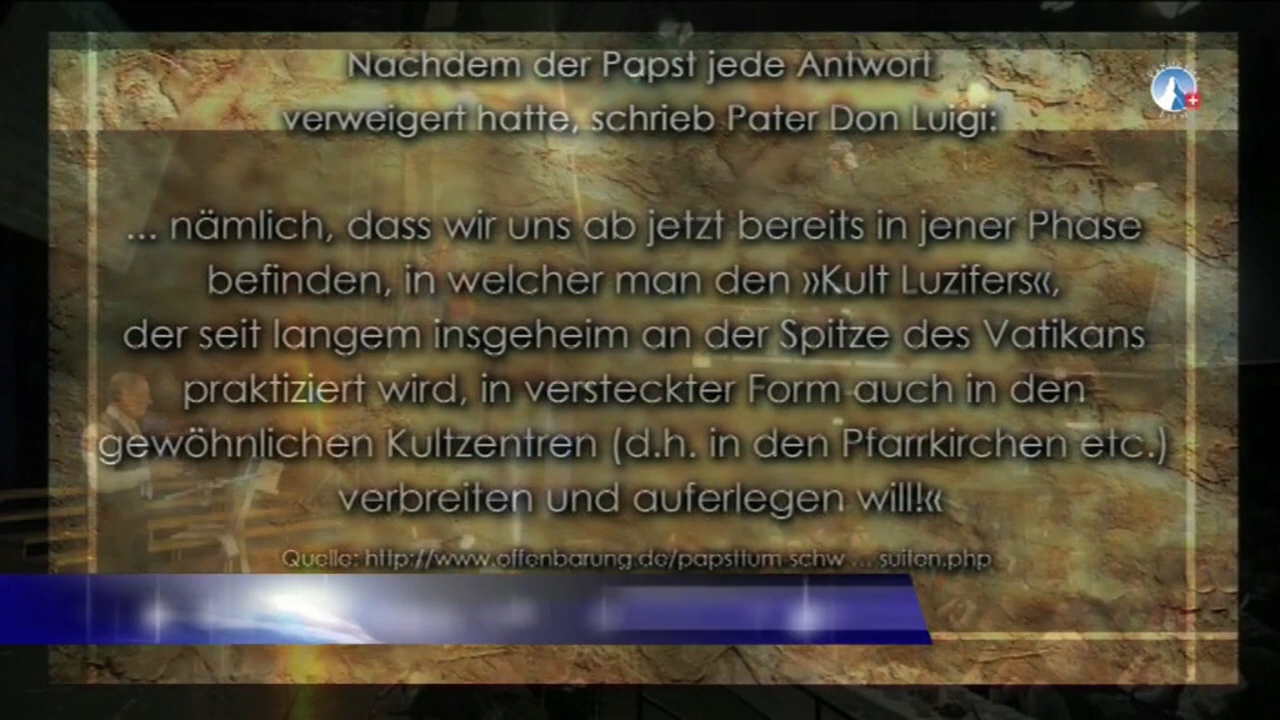 Nachdem der Papst jede Antwort
verweigert hatte, schrieb Pater Don Luigi:
... nämlich, dass wir uns ab jetzt bereits in jener Phase
befinden, in welcher man den »Kult Luzifers«,
der seit langem insgeheim an der Spitze des Vatikans
praktiziert wird, in versteckter Form auch in den
gewöhnlichen Kultzentren (d.h. in den Pfarrkirchen etc.)
verbreiten und auferlegen will!«
Quelle: http://www.offenbarung.de/papsttum-schw ... suiten.php